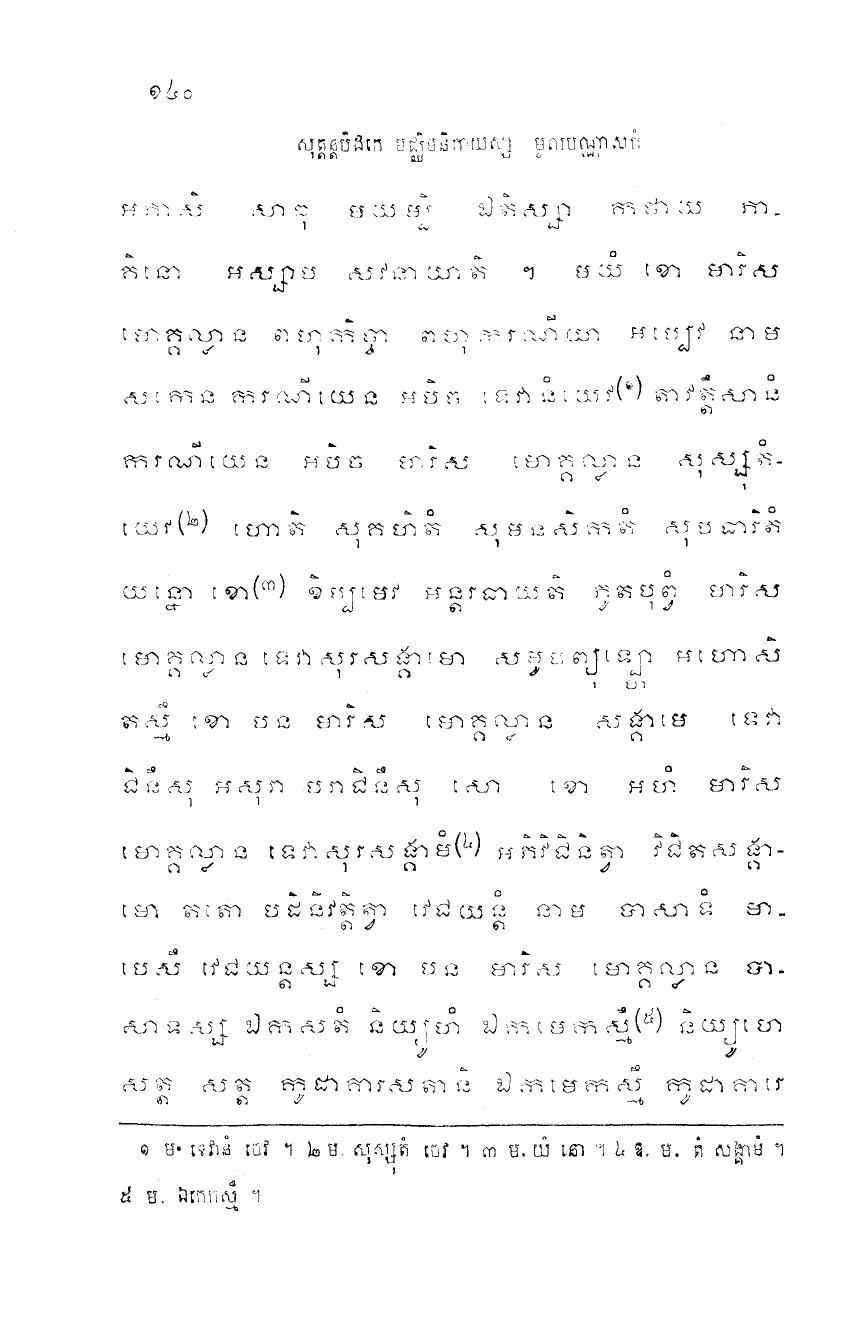 ១៤០
សុត្តន្តបិដកេ មជ្ឈិមនិកាយស្ស មូលបណ្ណាសកំ
អកាសិ សាធុ មយម្បិ ឯតិស្សា កថាយ ភា-
គិនោ អស្សាម សវនាយាតិ ។ មយំ ខោ មារិស
មោគ្គល្លាន ពហុកិច្ចា ពហុករណីយា អប្បេវ នាម
សកេន ករណីយេន អបិច ទេវានំយេវ(១) តាវត្តឹសានំ
ករណីយេន អបិច មារិស មោគ្គល្លាន សុស្សុតំ-
យេវ(២) ហោតិ សុគហិតំ សុមនសិកតំ សុបធារិតំ
យន្នោ ខោ(៣) ខិប្បមេវ អន្តរធាយតិ ភូតបុព្វំ មារិស
មោគ្គល្លាន ទេវាសុរសង្គាមោ សមូបព្យុឡ្ហោ អហោសិ
តស្មឹ ខោ បន មារិស មោគ្គល្លាន សង្គាមេ ទេវា
ជិនឹសុ អសុរា បរាជិនឹសុ សោ ខោ អហំ មារិស
មោគ្គល្លាន ទេវាសុរសង្គាមំ(៤) អភិវិជិនិត្វា វិជិតសង្គា-
មោ តតោ បដិនិវត្តិត្វា វេជយន្តំ នាម បាសាទំ មា-
បេសឹ វេជយន្តស្ស ខោ បន មារិស មោគ្គល្លាន បា-
សាទស្ស ឯកសតំ និយ្យូហំ ឯកមេកស្មឹ(៥) និយ្យូហេ
សត្ត សត្ត កូដាគារសតានិ ឯកមេកស្មឹ កូដាគារេ
១ ម. ទេវានំ ចេវ ។ ២ ម. សុស្សុតំ ចេវ ។ ៣ ម. យំ នោ ។ ៤ ឱ. ម. តំ សង្គាមំ ។
៥ ម. ឯកេកស្មឹ ។